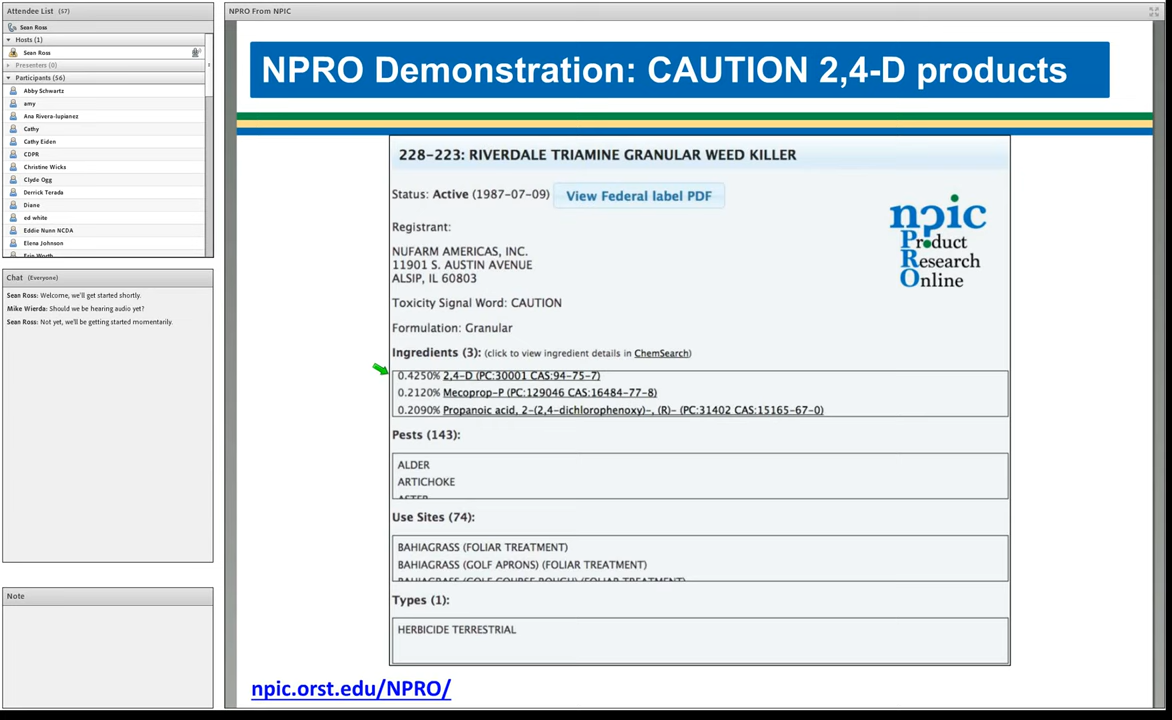 Attendee List (57)
Sean Ross
Hosts (1)
Sean Ross
Presenters (0)
Participants (56)
Abby Schwartz
amy
Ana Rivera-lupianez
Cathy
Cathy Eiden
CDPR
Christine Wicks
Clyde Ogg
Derrick Terada
Diane
ed white
Eddie Nunn NCDA
Elena Johnson
Erin Worth
Chat (Everyone)
Sean Ross: Welcome, we'll get started shortly.
Mike Wierda: Should we be hearing audio yet?
Sean Ross: Not yet, we'll be getting started momentarily.
Note
NPRO From NPIC
NPRO Demonstration: CAUTION 2,4-D products
228-223: RIVERDALE TRIAMINE GRANULAR WEED KILLER
Status: Active (1987-07-09) View Federal label PDF
npic
Product
Research
Online
Registrant:
NUFARM AMERICAS, INC.
11901 S. AUSTIN AVENUE
ALSIP, IL 60803
Toxicity Signal Word: CAUTION
Formulation: Granular
Ingredients (3): (click to view ingredient details in ChemSearch)
0.4250% 2,4-D (PC:30001 CAS:94-75-7)
0.2120% Mecoprop-P (PC:129046 CAS:16484-77-8)
0.2090% Propanoic acid, 2-(2,4-dichlorophenoxy)-, (R)- (PC:31402 CAS:15165-67-0)
Pests (143):
ALDER
ARTICHOKE
ASTER
Use Sites (74):
BAHIAGRASS (FOLIAR TREATMENT)
BAHIAGRASS (GOLF APRONS) (FOLIAR TREATMENT)
BAHIAGRASS (GOLF COURSE ROUGH) (FOLIAR TREATMENT)
Types (1):
HERBICIDE TERRESTRIAL
npic.orst.edu/NPRO/